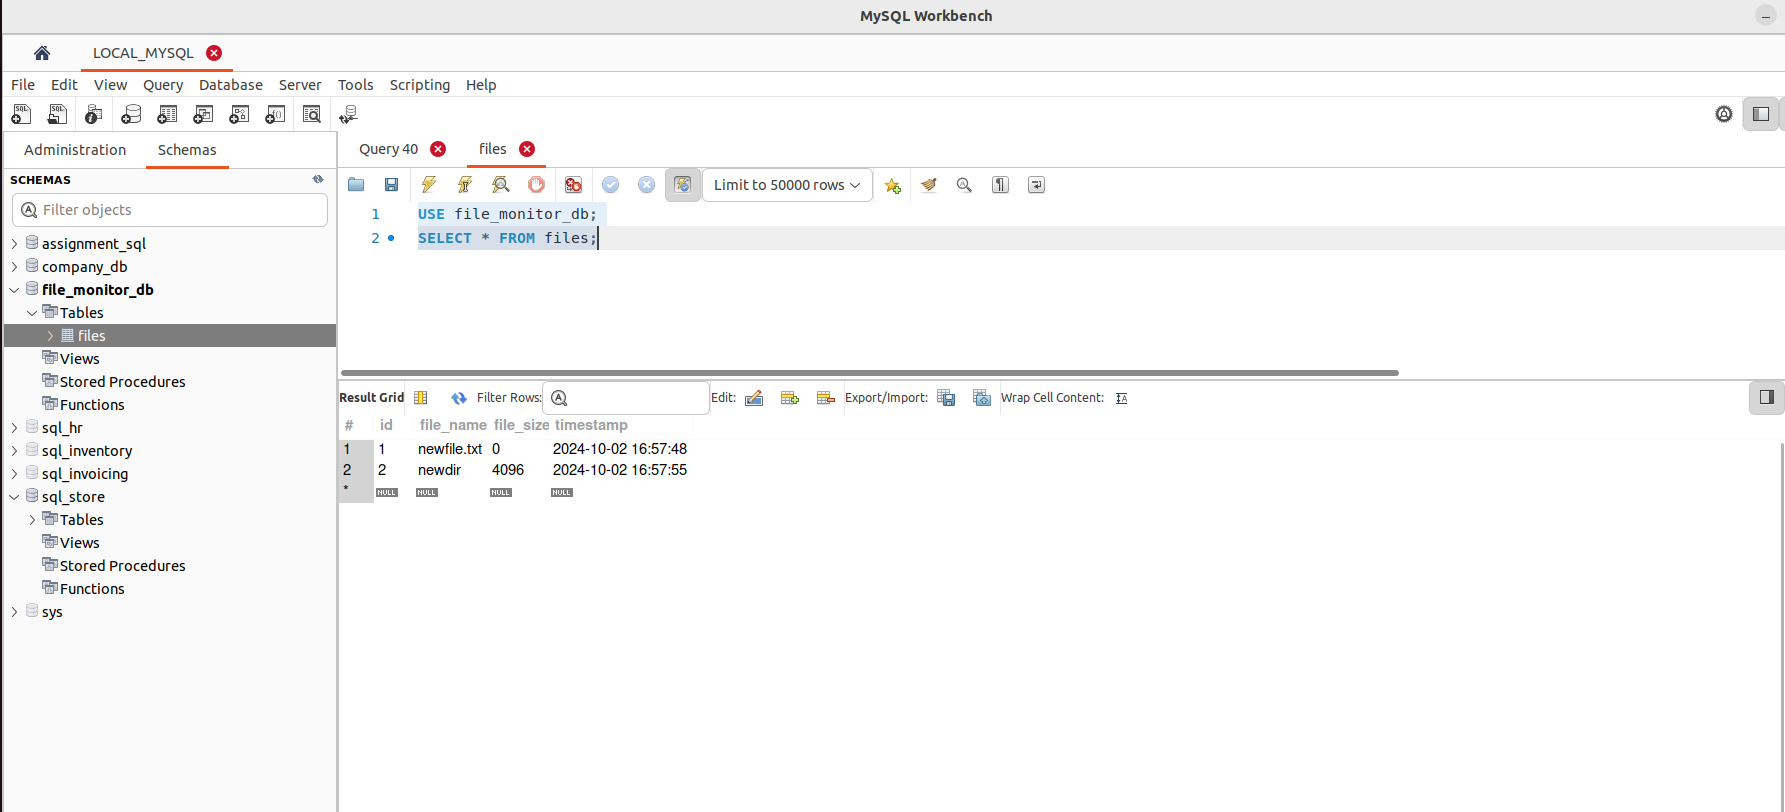 MySQL Workbench
LOCAL_MYSQL
File Edit View Query Database Server Tools Scripting Help
Administration Schemas
SCHEMAS
Filter objects
assignment_sql
company_db
file_monitor_db
Tables
files
Views
Stored Procedures
Functions
sql_hr
sql_inventory
sql_invoicing
sql_store
Tables
Views
Stored Procedures
Functions
sys
Query 40 files
Limit to 50000 rows
1 USE file_monitor_db;
2 SELECT * FROM files;
Result Grid Filter Rows: Edit: Export/Import: Wrap Cell Content:
# id file_name file_size timestamp
1 1 newfile.txt 0 2024-10-02 16:57:48
2 2 newdir 4096 2024-10-02 16:57:55
* NULL NULL NULL NULL